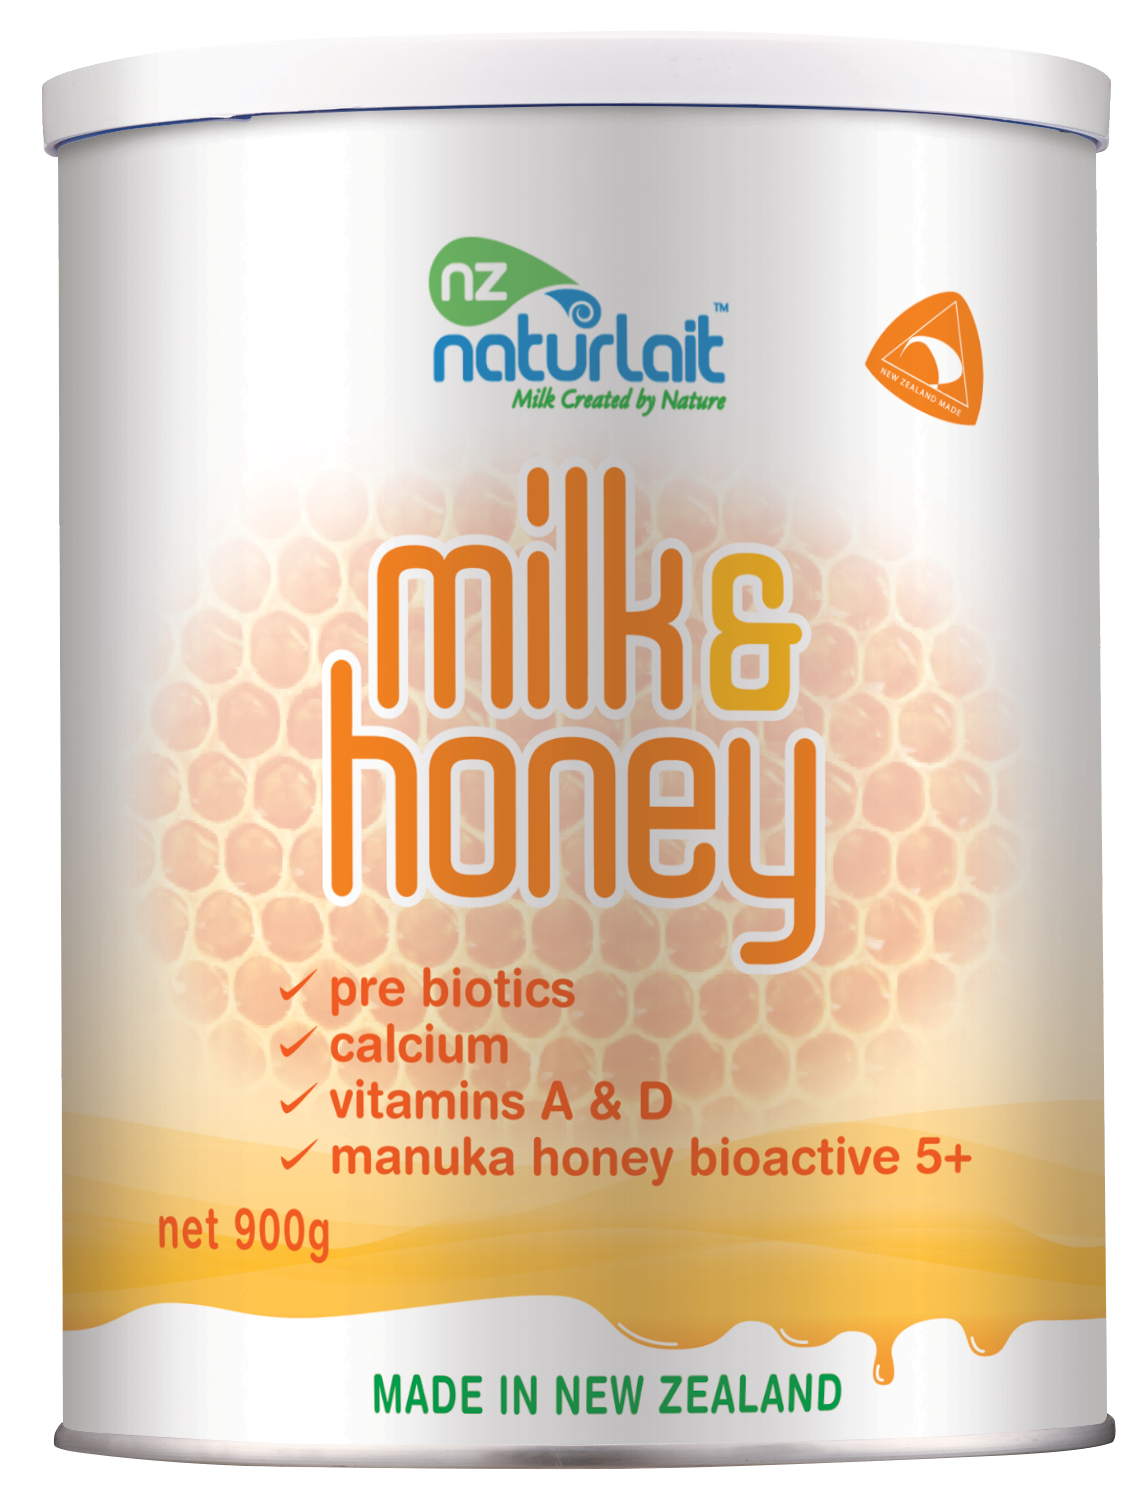 nz
naturlait™
Milk Created by Nature
NEW ZEALAND MADE
milk &
honey
✓ pre biotics
✓ calcium
✓ vitamins A & D
✓ manuka honey bioactive 5+
net 900g
MADE IN NEW ZEALAND